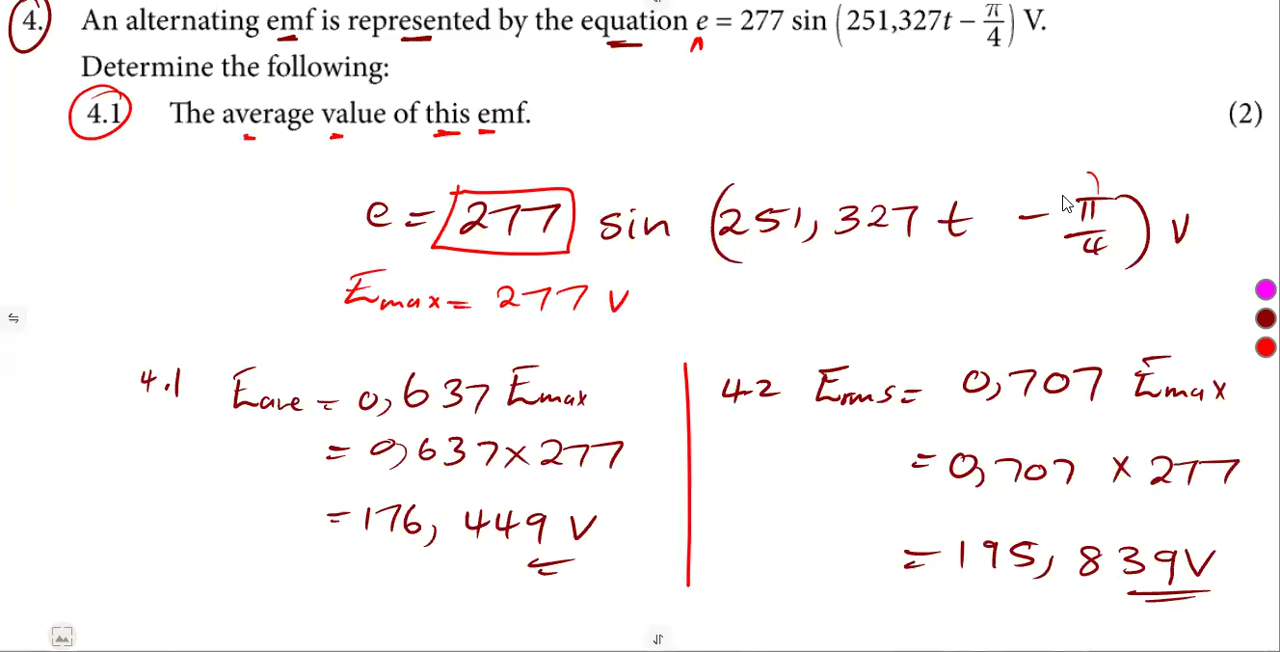 4. An alternating emf is represented by the equation e = 277 sin (251,327t − π/4) V.
Determine the following:
4.1 The average value of this emf. (2)
e = 277 sin (251,327 t − π/4) V
Emax = 277 V
4.1 Eave = 0,637 Emax
= 0,637 × 277
= 176,449 V
4.2 Erms = 0,707 Emax
= 0,707 × 277
= 195,839 V